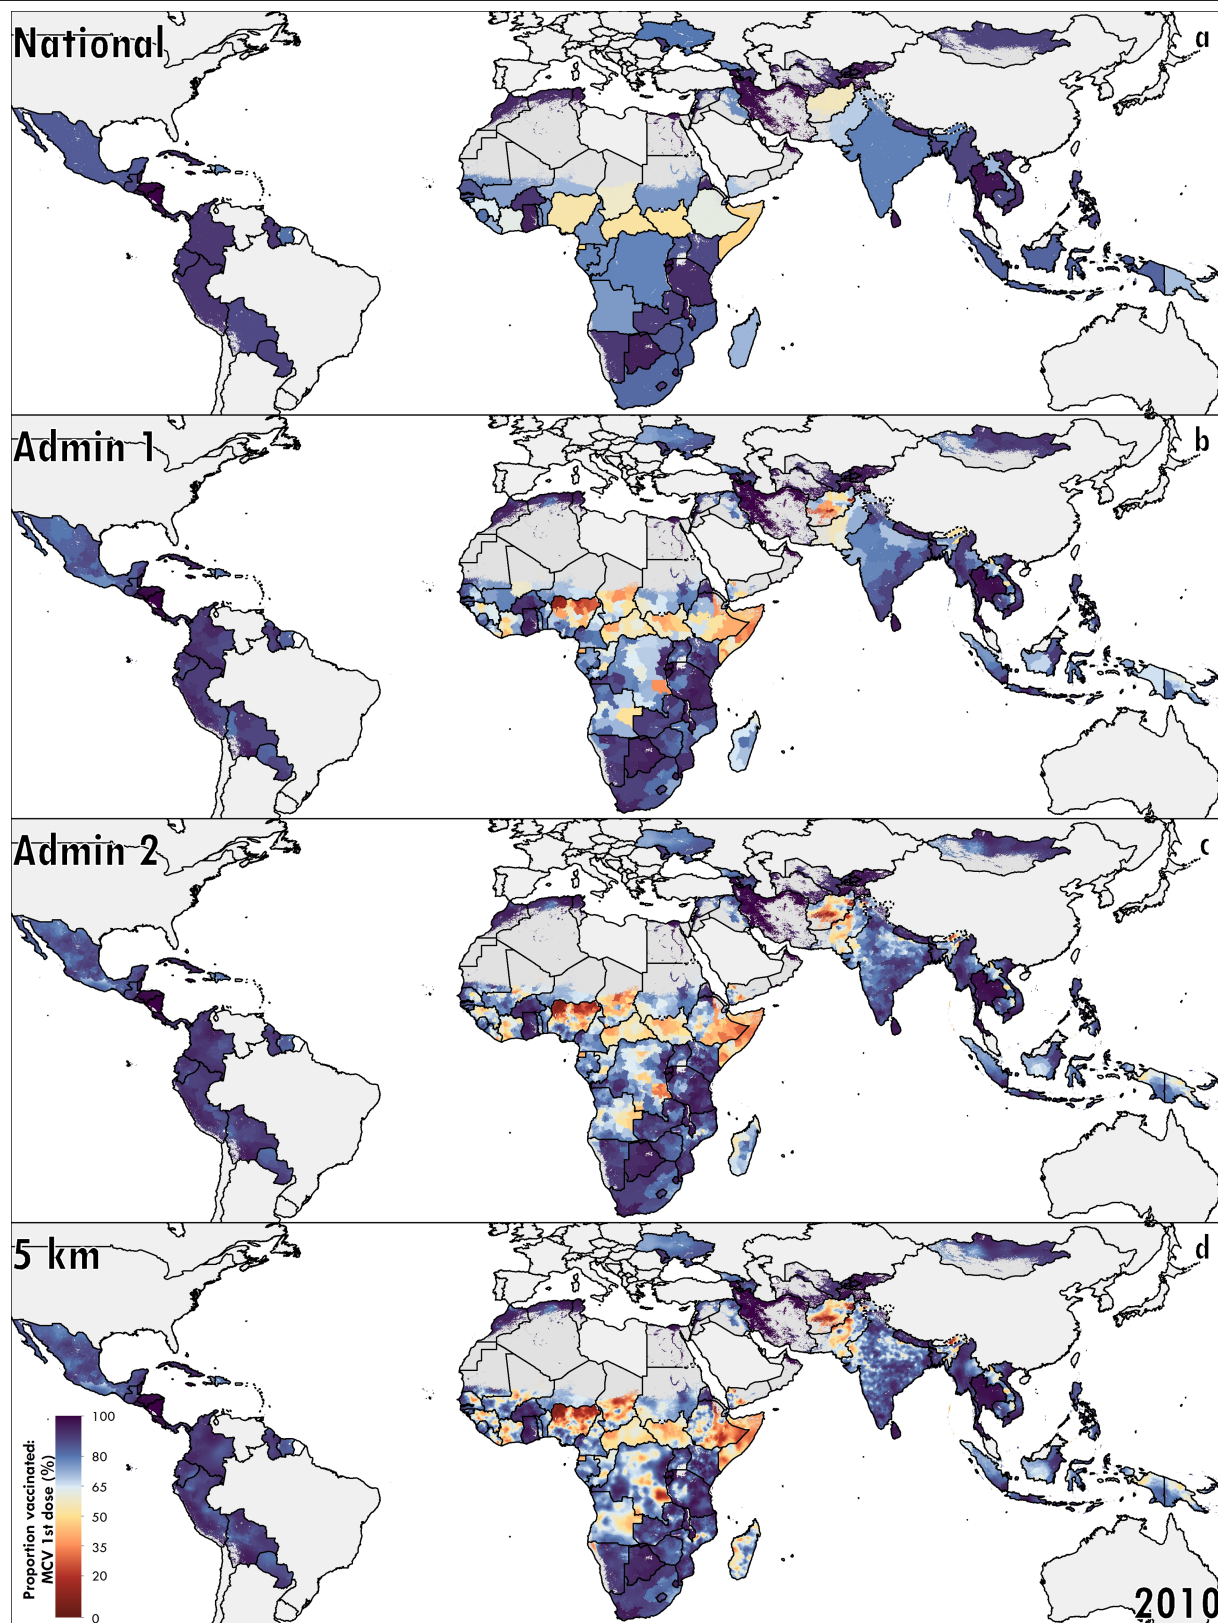 National
a
Admin 1
b
Admin 2
c
5 km
d
Proportion vaccinated:
MCV 1st dose (%)
100
80
65
50
35
20
0
2010